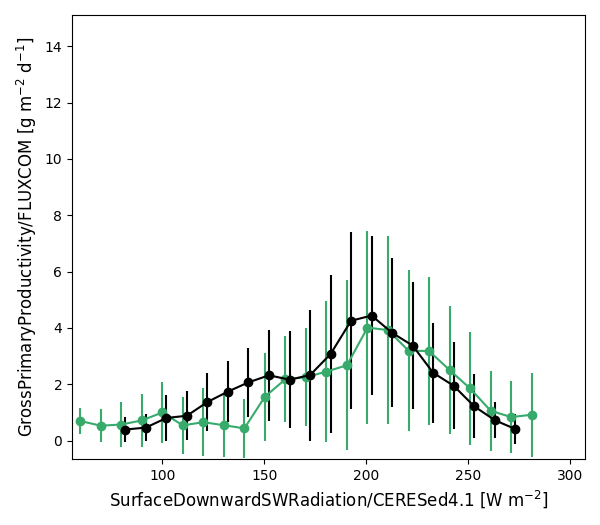 GrossPrimaryProductivity/FLUXCOM [g m⁻² d⁻¹]
14
12
10
8
6
4
2
0
100 150 200 250 300
SurfaceDownwardSWRadiation/CERESed4.1 [W m⁻²]